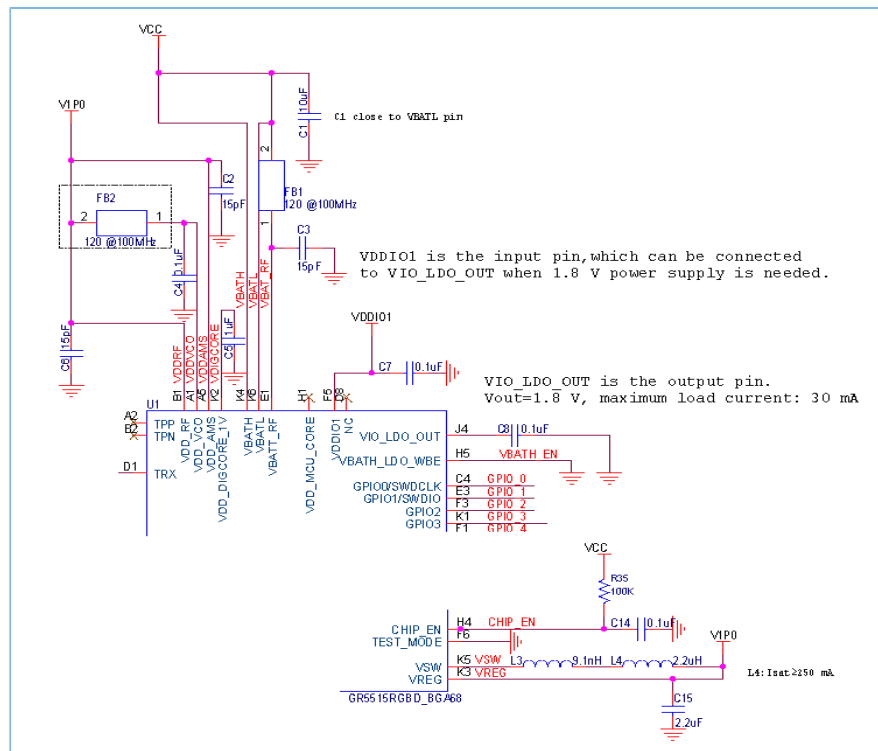 VCC
V1P0
C1
10uF
C1 close to VBATL pin
C2
15pF
FB2
2
1
120 @100MHz
2
FB1
120 @100MHz
1
C3
15pF
C4
0.1uF
VDDIO1 is the input pin,which can be connected
to VIO_LDO_OUT when 1.8 V power supply is needed.
C6
15pF
VDDRF
VDDVCO
VDDAMS
VDIGCORE
C5
1uF
VBATH
VBATL
VBAT_RF
VDDIO1
C7
0.1uF
VIO_LDO_OUT is the output pin.
Vout=1.8 V, maximum load current: 30 mA
U1
B1
A1
A5
K2
K4
K6
E1
H1
F5
D8
A2
TPP
B2
TPN
D1
TRX
VDD_RF
VDD_VCO
VDD_AMS
VDD_DIGCORE_1V
VBATH
VBATL
VBATT_RF
VDD_MCU_CORE
VDDIO1
NC
VIO_LDO_OUT
J4
C8
0.1uF
VBATH_LDO_WBE
H5
VBATH_EN
GPIO0/SWDCLK
C4
GPIO_0
GPIO1/SWDIO
E3
GPIO_1
GPIO2
F3
GPIO_2
GPIO3
K1
GPIO_3
F1
GPIO_4
VCC
R35
100K
CHIP_EN
H4
CHIP_EN
C14
0.1uF
TEST_MODE
F6
V1P0
VSW
K5
VSW
L3
9.1nH
L4
2.2uH
VREG
K3
VREG
L4:Isat≥250 mA
GR5515RGBD_BGA68
C15
2.2uF